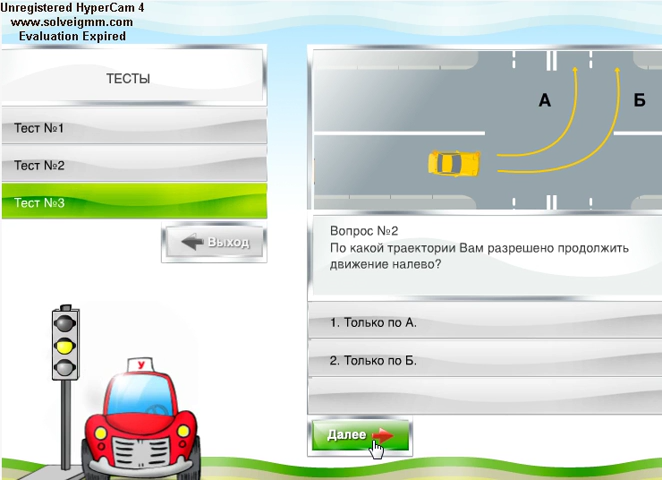 Unregistered HyperCam 4
www.solveigmm.com
Evaluation Expired
ТЕСТЫ
Тест №1
Тест №2
Тест №3
Выход
А
Б
Вопрос №2
По какой траектории Вам разрешено продолжить
движение налево?
1. Только по А.
2. Только по Б.
Далее
У